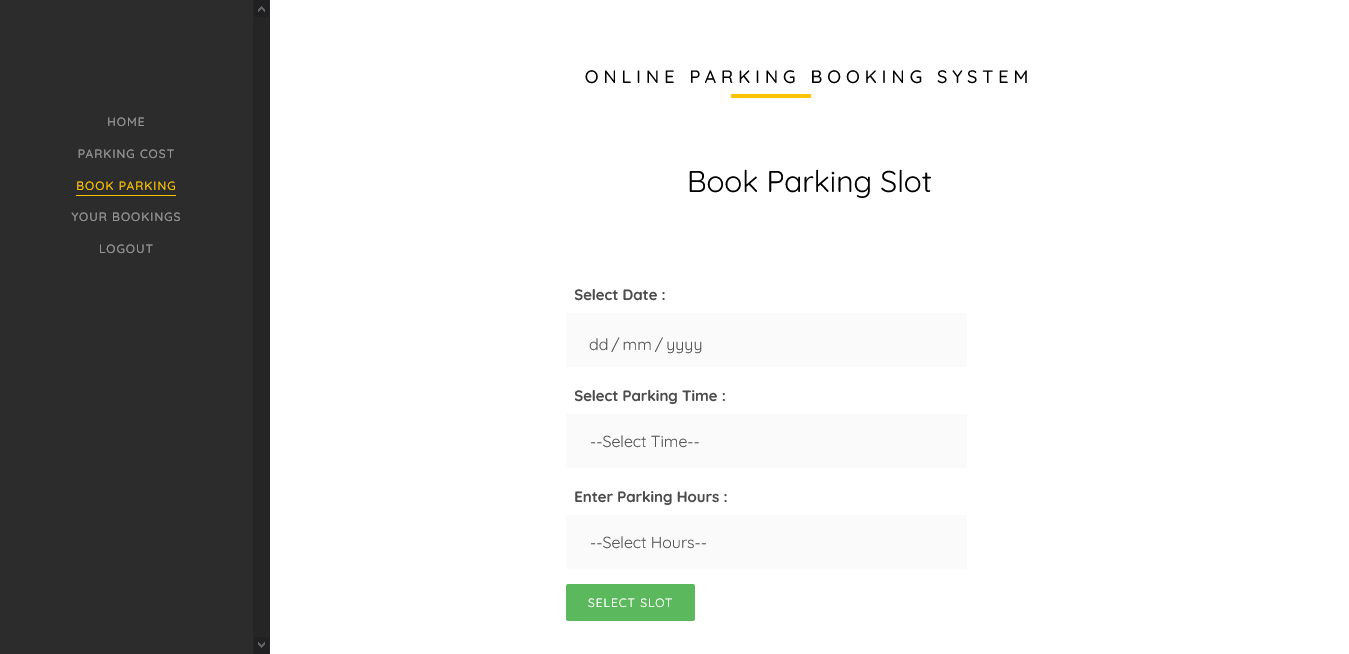 HOME
PARKING COST
BOOK PARKING
YOUR BOOKINGS
LOGOUT
ONLINE PARKING BOOKING SYSTEM
Book Parking Slot
Select Date :
dd / mm / yyyy
Select Parking Time :
--Select Time--
Enter Parking Hours :
--Select Hours--
SELECT SLOT